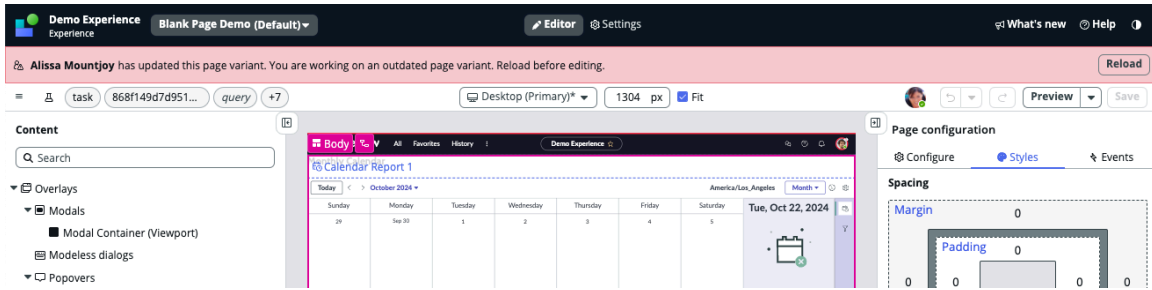 Demo Experience
Experience
Blank Page Demo (Default)
Editor
Settings
What's new
Help
Alissa Mountjoy has updated this page variant. You are working on an outdated page variant. Reload before editing.
Reload
task
868f149d7d951...
query
+7
Desktop (Primary)*
1304 px
Fit
Preview
Save
Content
Search
Overlays
Modals
Modal Container (Viewport)
Modeless dialogs
Popovers
Body
All
Favorites
History
Demo Experience
Monthly Calendar
Calendar Report 1
Today
October 2024
America/Los_Angeles
Month
Sunday Monday Tuesday Wednesday Thursday Friday Saturday
29 Sep 30 1 2 3 4 5
Tue, Oct 22, 2024
Page configuration
Configure
Styles
Events
Spacing
Margin
0
Padding
0
0 0 0 0